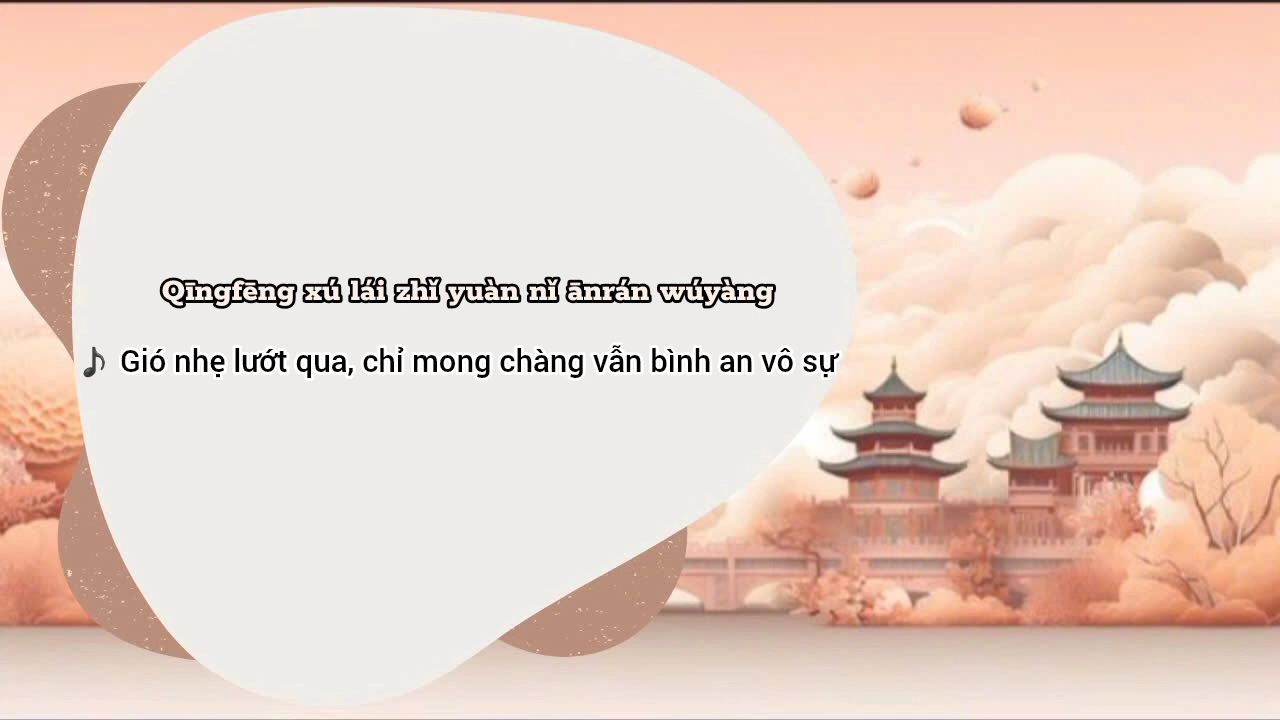 Qīngfēng xú lái zhǐ yuàn nǐ ānrán wúyàng
🎵 Gió nhẹ lướt qua, chỉ mong chàng vẫn bình an vô sự